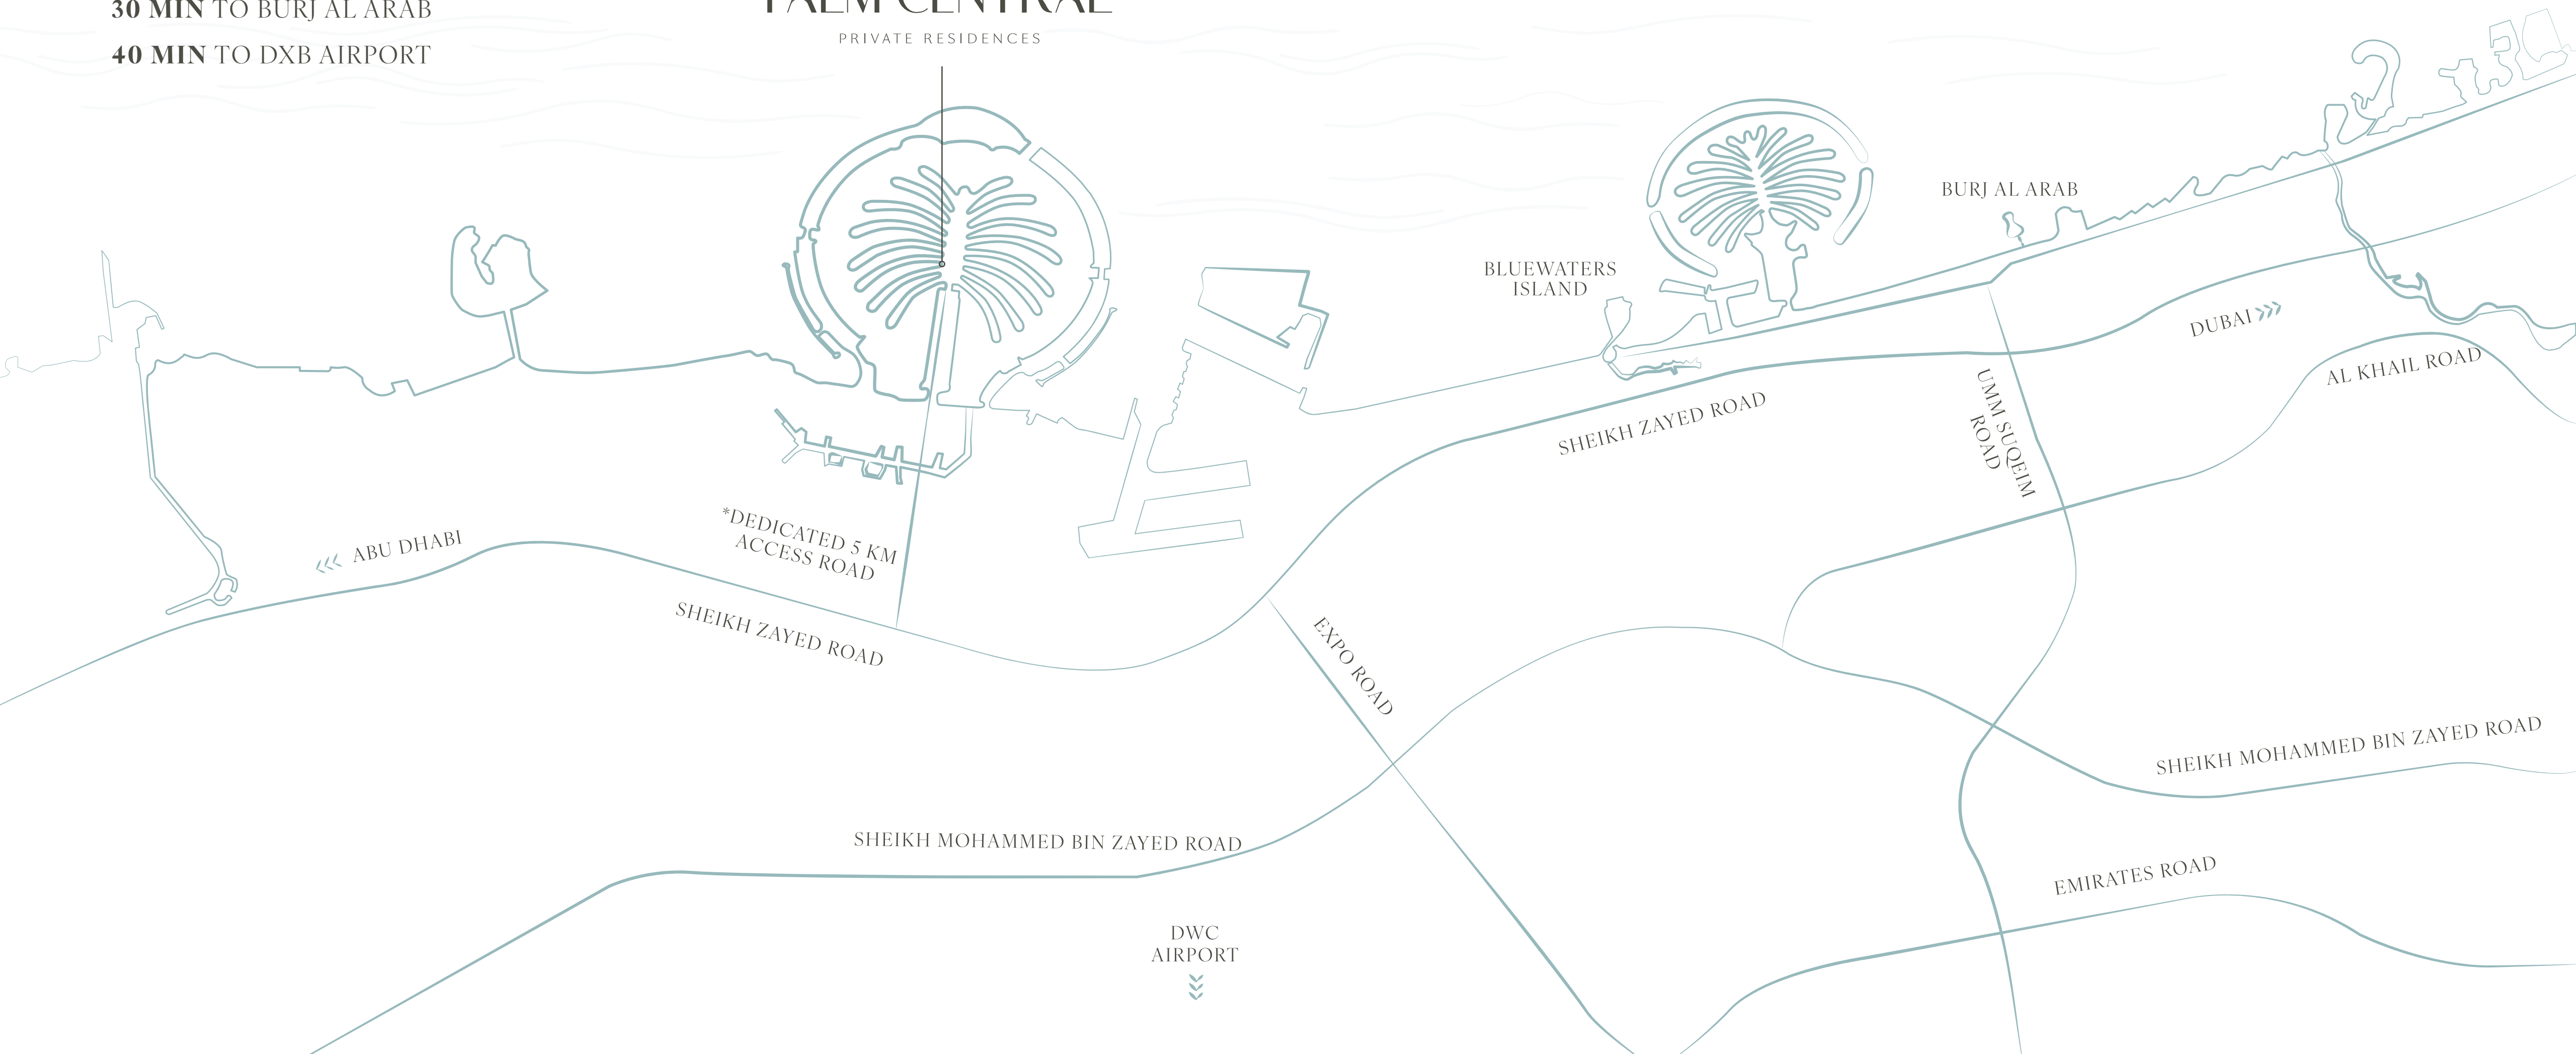 30 MIN TO BURJ AL ARAB
40 MIN TO DXB AIRPORT
PALM CENTRAL
PRIVATE RESIDENCES
BURJ AL ARAB
BLUEWATERS
ISLAND
DUBAI
AL KHAIL ROAD
SHEIKH ZAYED ROAD
UMM SUQEIM
ROAD
*DEDICATED 5 KM
ACCESS ROAD
ABU DHABI
SHEIKH ZAYED ROAD
EXPO ROAD
SHEIKH MOHAMMED BIN ZAYED ROAD
SHEIKH MOHAMMED BIN ZAYED ROAD
EMIRATES ROAD
DWC
AIRPORT